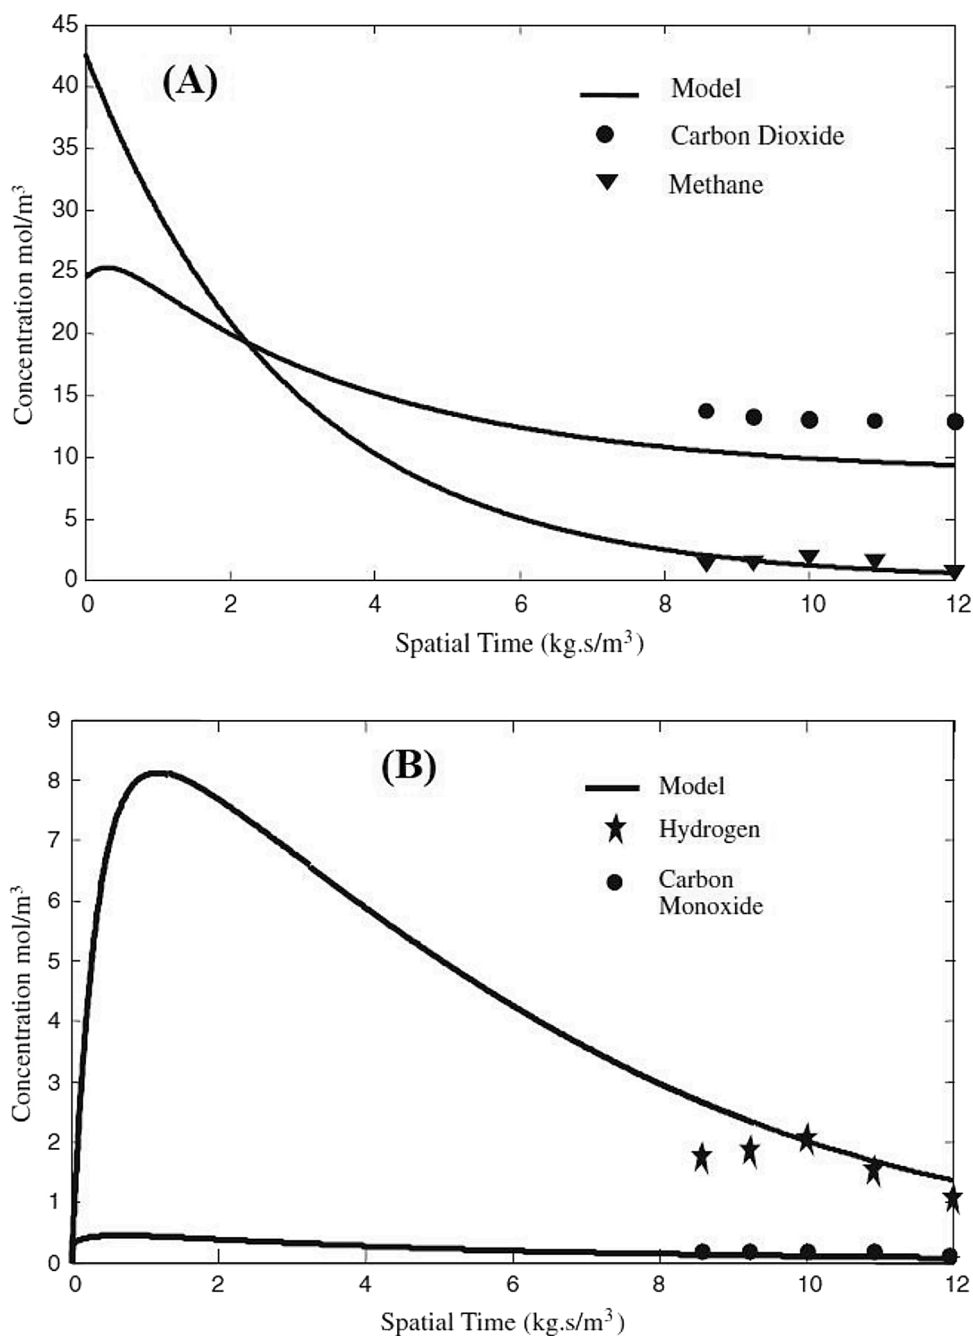 (A)
Model
Carbon Dioxide
Methane
45
40
35
30
25
20
15
10
5
0
Concentration mol/m³
0 2 4 6 8 10 12
Spatial Time (kg.s/m³)
(B)
Model
Hydrogen
Carbon
Monoxide
9
8
7
6
5
4
3
2
1
0
Concentration mol/m³
0 2 4 6 8 10 12
Spatial Time (kg.s/m³)